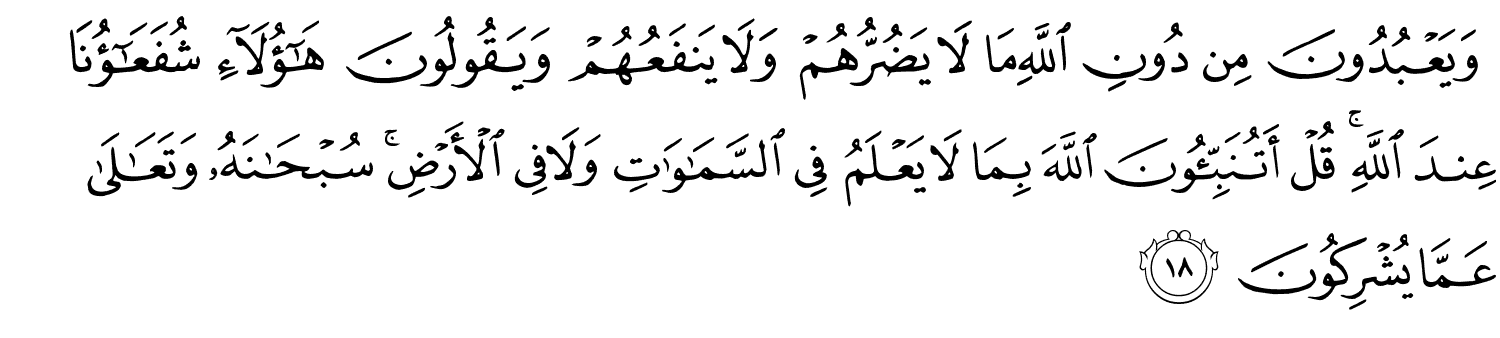 وَيَعۡبُدُونَ مِن دُونِ ٱللَّهِ مَا لَا يَضُرُّهُمۡ وَلَا يَنفَعُهُمۡ وَيَقُولُونَ هَٰٓؤُلَآءِ شُفَعَٰٓؤُنَا
عِندَ ٱللَّهِۚ قُلۡ أَتُنَبِّـُٔونَ ٱللَّهَ بِمَا لَا يَعۡلَمُ فِي ٱلسَّمَٰوَٰتِ وَلَا فِي ٱلۡأَرۡضِۚ سُبۡحَٰنَهُۥ وَتَعَٰلَىٰ
عَمَّا يُشۡرِكُونَ ١٨